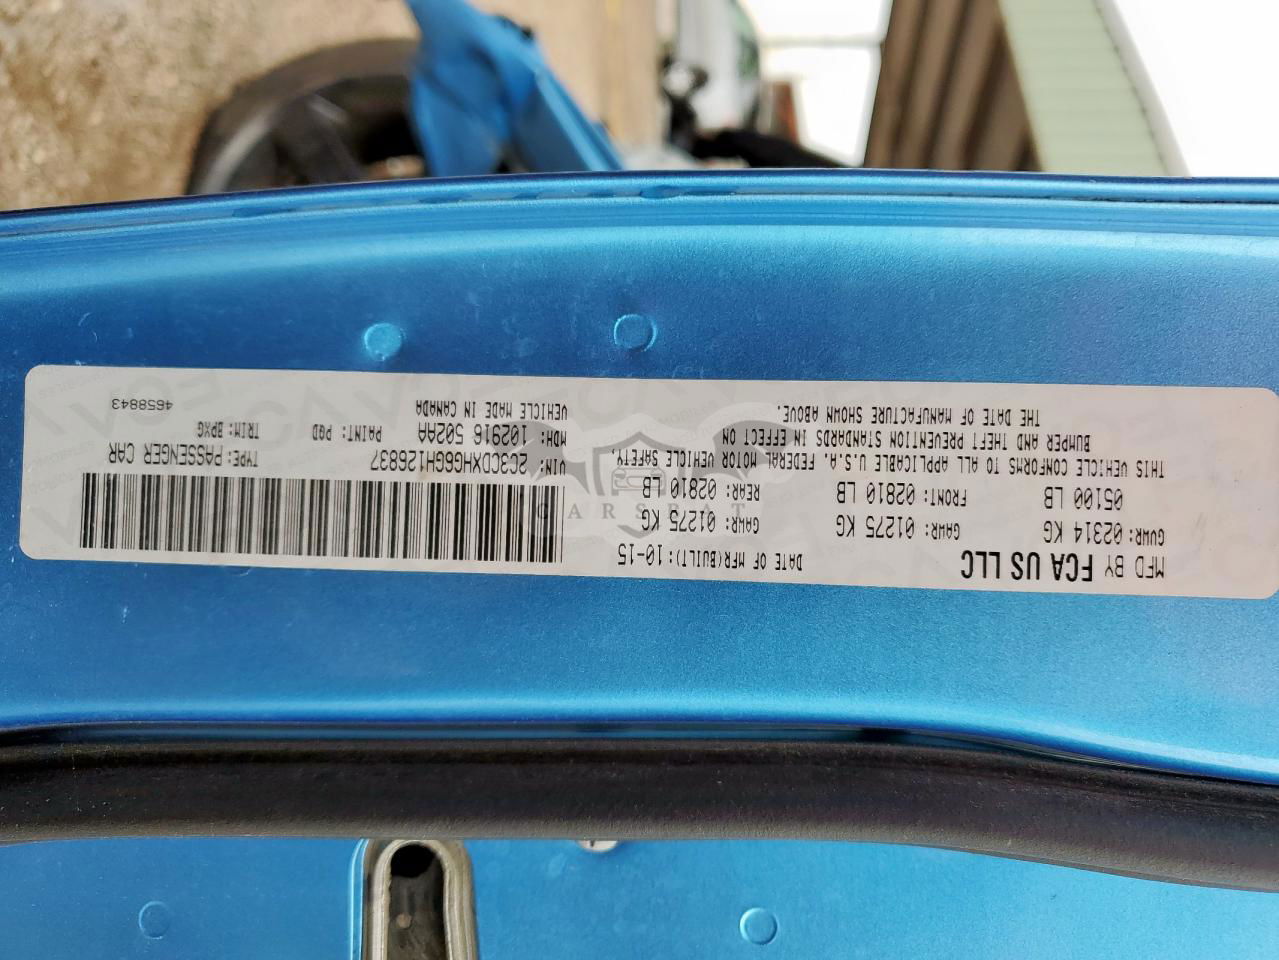 MFD BY FCA US LLC
DATE OF MFR(BUILT): 10-15
GVWR: 02314 KG
05100 LB
GAWR: 01275 KG
FRONT: 02810 LB
GAWR: 01275 KG
REAR: 02810 LB
THIS VEHICLE CONFORMS TO ALL APPLICABLE U.S.A. FEDERAL MOTOR VEHICLE SAFETY,
BUMPER AND THEFT PREVENTION STANDARDS IN EFFECT ON
THE DATE OF MANUFACTURE SHOWN ABOVE.
VIN: 2C3CDXHG6GH126837
TYPE: PASSENGER CAR
MDH: 102916 502AA
PAINT: PQD
TRIM: BPXG
VEHICLE MADE IN CANADA
4658843
CARSEAT